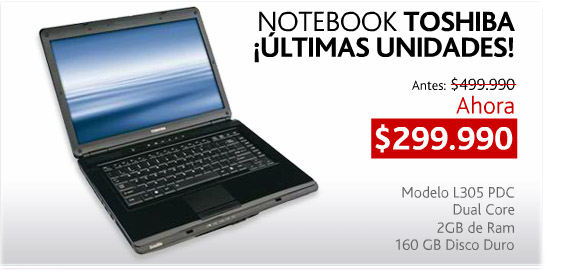 NOTEBOOK TOSHIBA
¡ÚLTIMAS UNIDADES!
Antes: $499.990
Ahora
$299.990
Modelo L305 PDC
Dual Core
2GB de Ram
160 GB Disco Duro
TOSHIBA